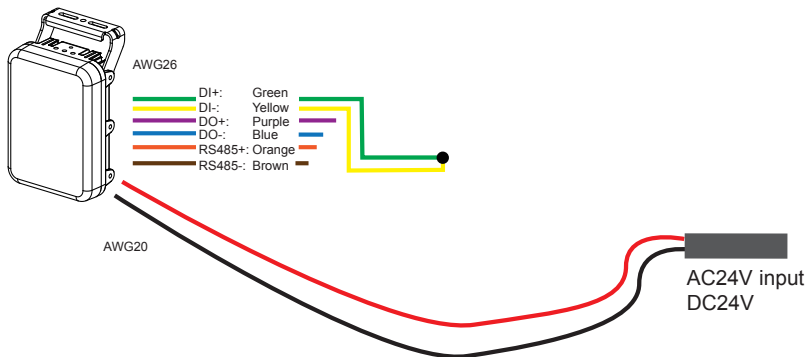 AWG26
DI+: Green
DI-: Yellow
DO+: Purple
DO-: Blue
RS485+: Orange
RS485-: Brown
AWG20
AC24V input
DC24V